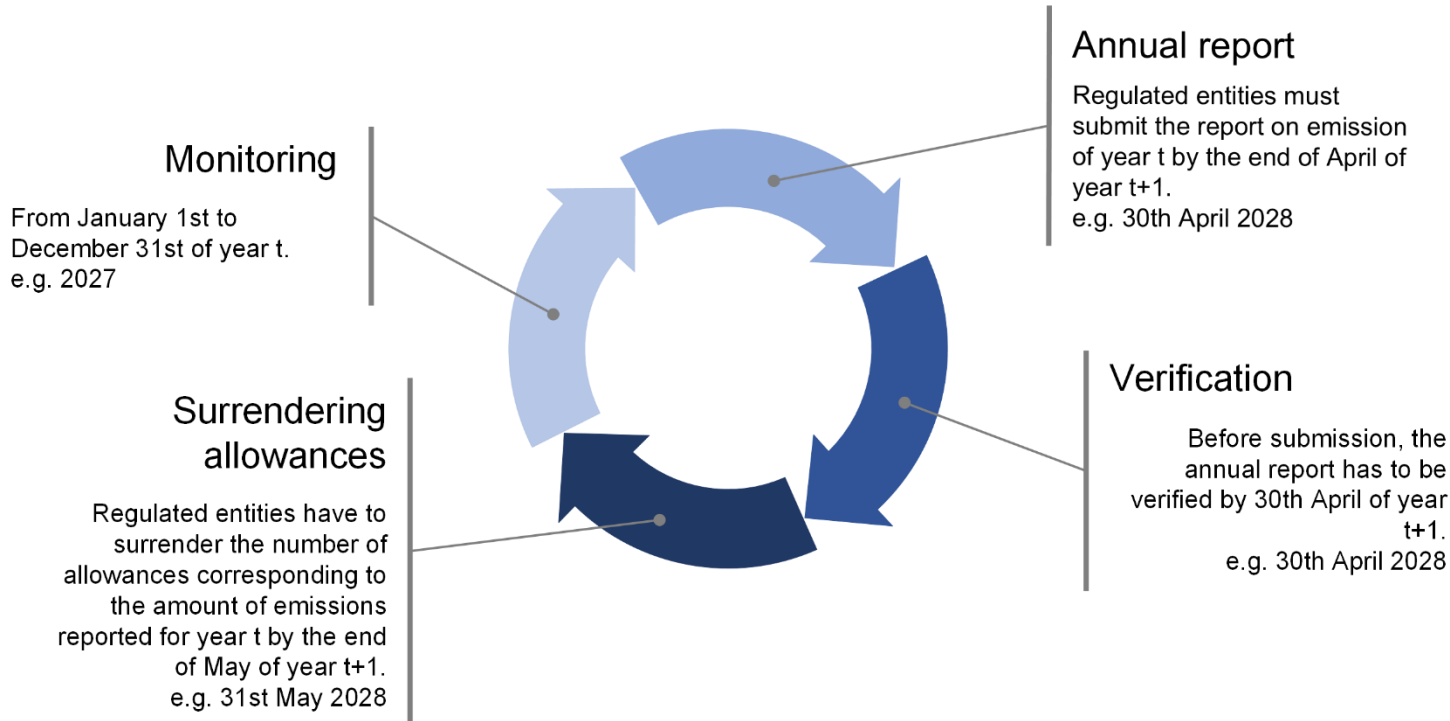 Monitoring
From January 1st to
December 31st of year t.
e.g. 2027
Annual report
Regulated entities must
submit the report on emission
of year t by the end of April of
year t+1.
e.g. 30th April 2028
Verification
Before submission, the
annual report has to be
verified by 30th April of year
t+1.
e.g. 30th April 2028
Surrendering
allowances
Regulated entities have to
surrender the number of
allowances corresponding to
the amount of emissions
reported for year t by the end
of May of year t+1.
e.g. 31st May 2028